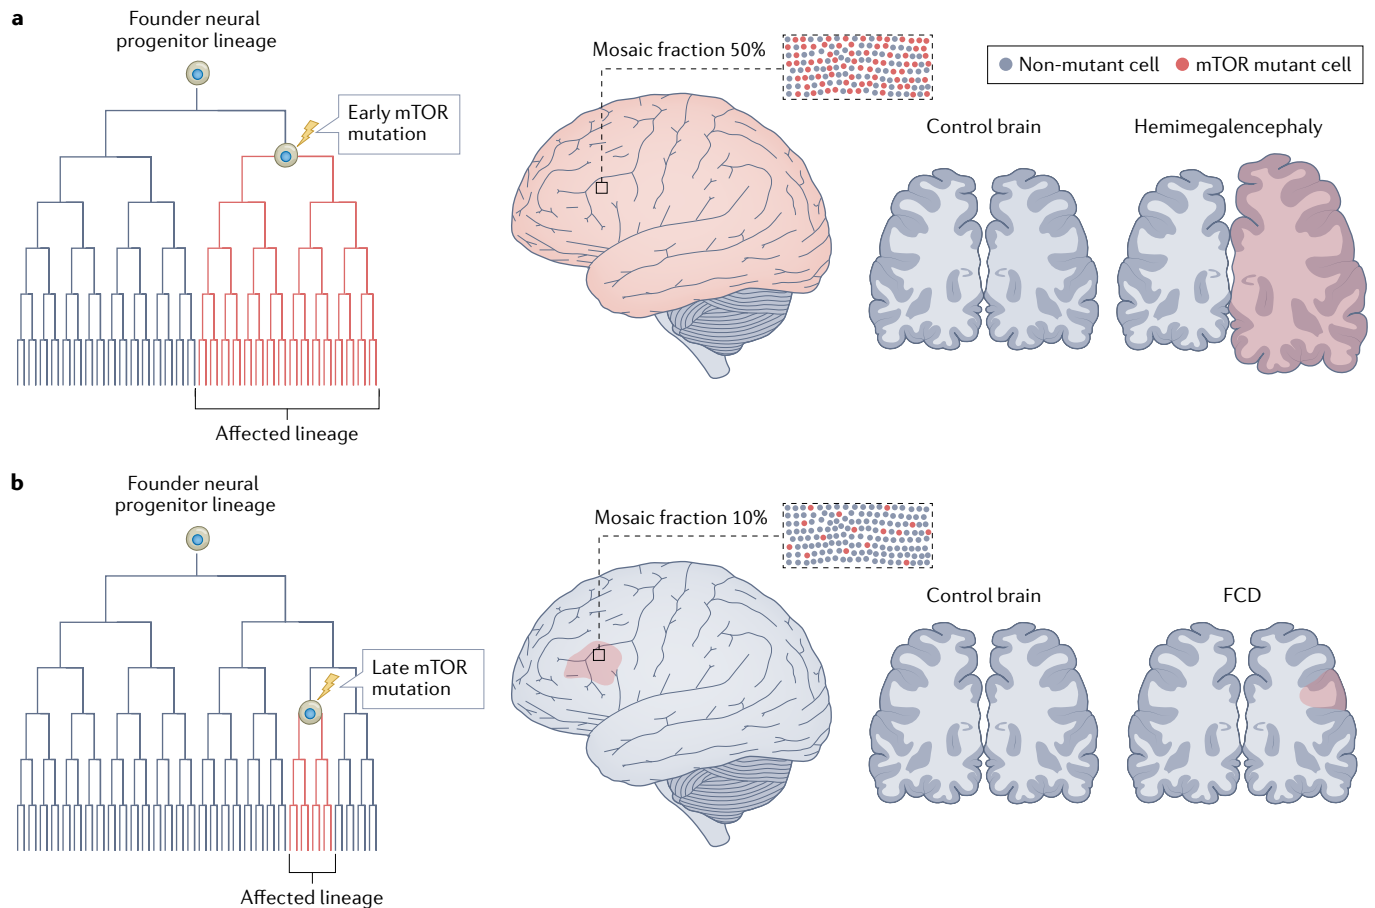 a
Founder neural
progenitor lineage
Early mTOR
mutation
Affected lineage
Mosaic fraction 50%
Non-mutant cell
mTOR mutant cell
Control brain
Hemimegalencephaly
b
Founder neural
progenitor lineage
Late mTOR
mutation
Affected lineage
Mosaic fraction 10%
Control brain
FCD